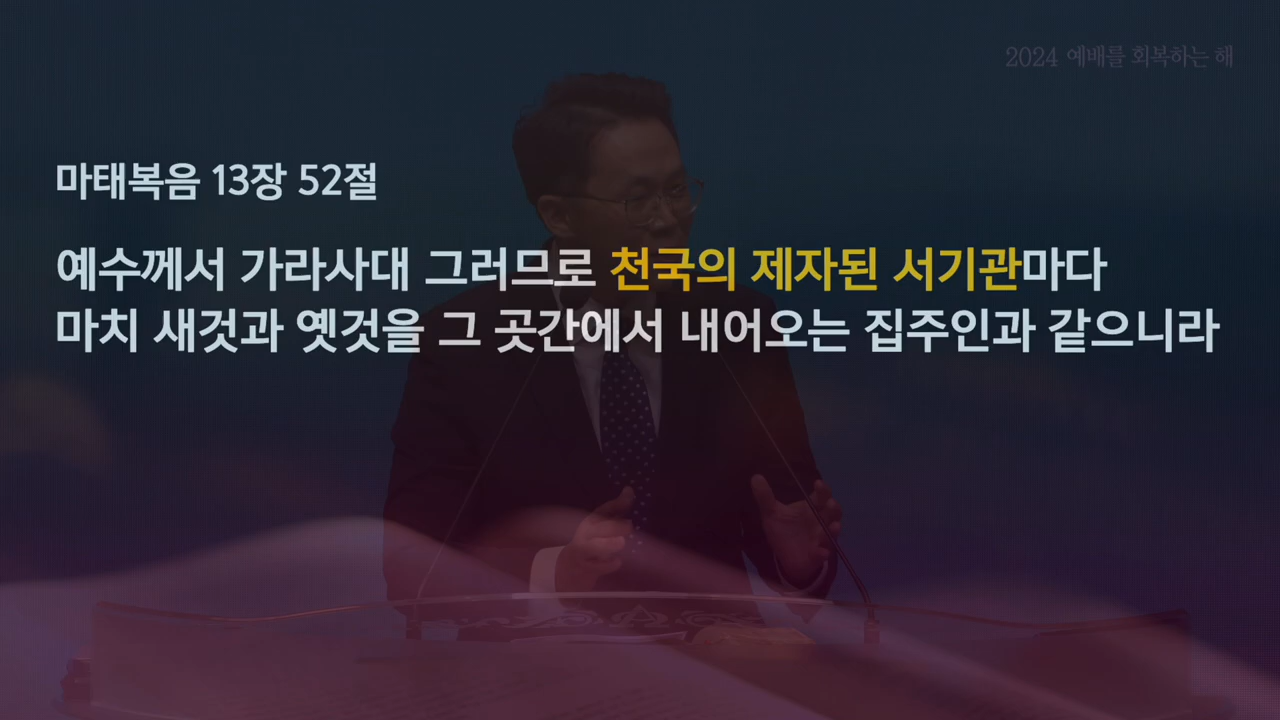 2024 예배를 회복하는 해
마태복음 13장 52절
예수께서 가라사대 그러므로 천국의 제자된 서기관마다
마치 새것과 옛것을 그 곳간에서 내어오는 집주인과 같으니라